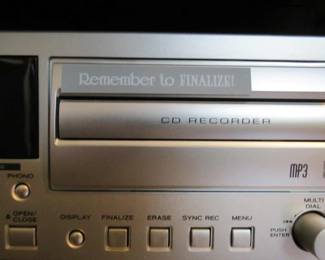 Remember to FINALIZE!
CD RECORDER
MP3
PHONO
MULTI
DIAL
▲ OPEN/
CLOSE
DISPLAY
FINALIZE
ERASE
SYNC REC
MENU
PUSH
ENTER